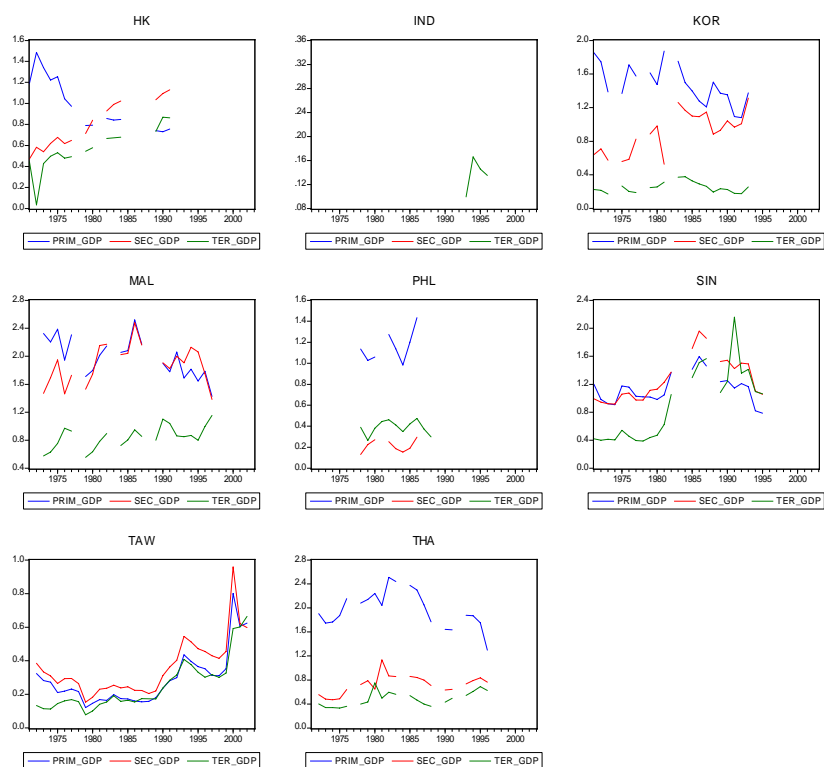 HK IND KOR
1.6 .36 2.0
1.4 .32
1.2 .28 1.6
1.0 .24 1.2
0.8
0.6 .20 0.8
0.4 .16
0.2 .12 0.4
0.0 .08 0.0
1975 1980 1985 1990 1995 2000 1975 1980 1985 1990 1995 2000 1975 1980 1985 1990 1995 2000
PRIM_GDP SEC_GDP TER_GDP PRIM_GDP SEC_GDP TER_GDP PRIM_GDP SEC_GDP TER_GDP
MAL PHL SIN
2.8 1.6 2.4
2.4 1.4 2.0
2.0 1.2 1.6
1.0
1.6 0.8 1.2
1.2 0.6 0.8
0.8 0.4 0.4
0.2
0.4 0.0 0.0
1975 1980 1985 1990 1995 2000 1975 1980 1985 1990 1995 2000 1975 1980 1985 1990 1995 2000
PRIM_GDP SEC_GDP TER_GDP PRIM_GDP SEC_GDP TER_GDP PRIM_GDP SEC_GDP TER_GDP
TAW THA
1.0 2.8
0.8 2.4
2.0
0.6 1.6
0.4 1.2
0.2 0.8
0.4
0.0 0.0
1975 1980 1985 1990 1995 2000 1975 1980 1985 1990 1995 2000
PRIM_GDP SEC_GDP TER_GDP PRIM_GDP SEC_GDP TER_GDP